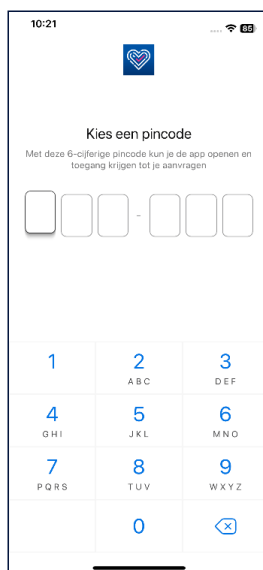 10:21
85
Kies een pincode
Met deze 6-cijferige pincode kun je de app openen en
toegang krijgen tot je aanvragen
-
1
2
3
ABC
DEF
4
5
6
GHI
JKL
MNO
7
8
9
PQRS
TUV
WXYZ
0